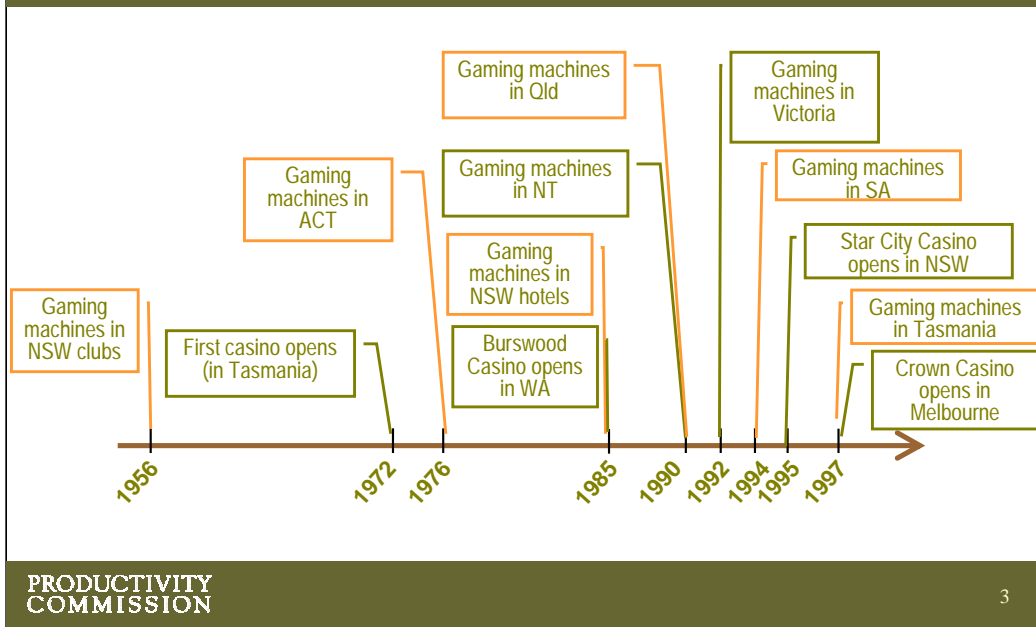 Gaming machines
in Qld
Gaming
machines in
Victoria
Gaming
machines in
ACT
Gaming machines
in NT
Gaming machines
in SA
Gaming
machines in
NSW hotels
Star City Casino
opens in NSW
Gaming
machines in
NSW clubs
First casino opens
(in Tasmania)
Burswood
Casino opens
in WA
Gaming machines
in Tasmania
Crown Casino
opens in
Melbourne
1956
1972
1976
1985
1990
1992
1994
1995
1997
PRODUCTIVITY
COMMISSION
3